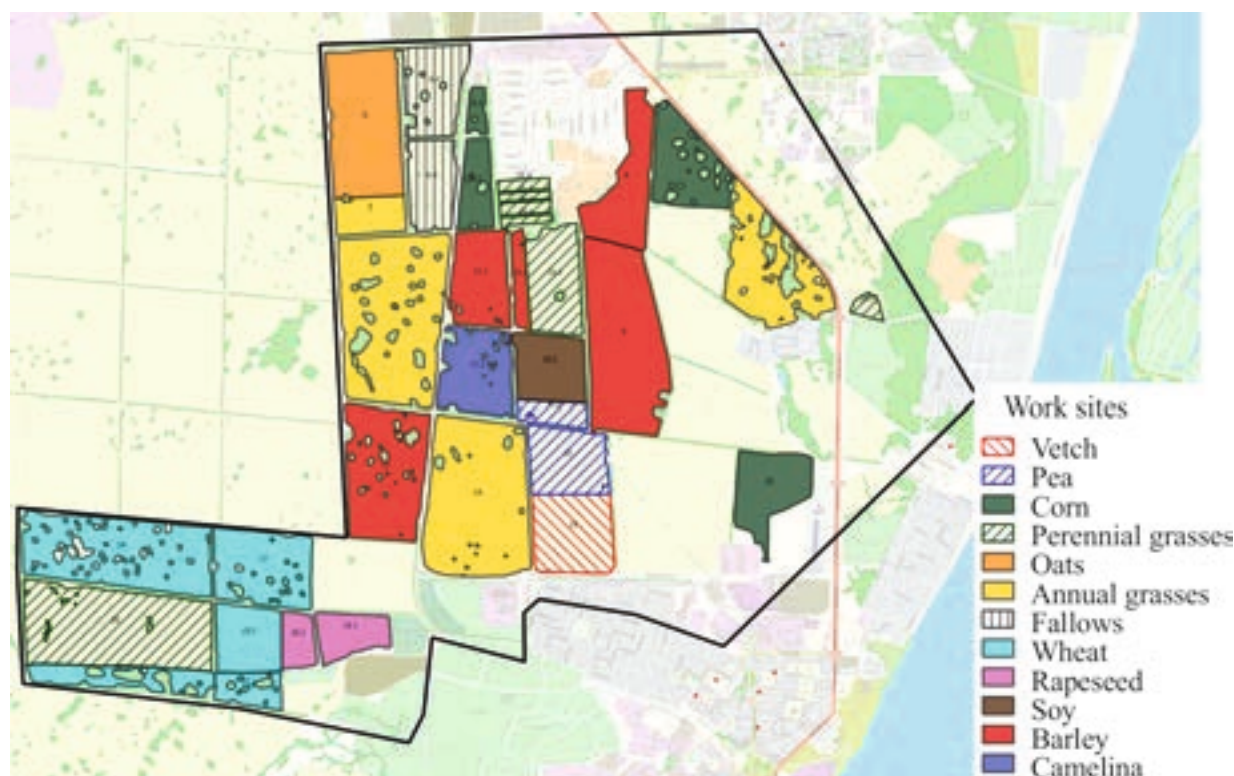 Work sites
Vetch
Pea
Corn
Perennial grasses
Oats
Annual grasses
Fallows
Wheat
Rapeseed
Soy
Barley
Camelina